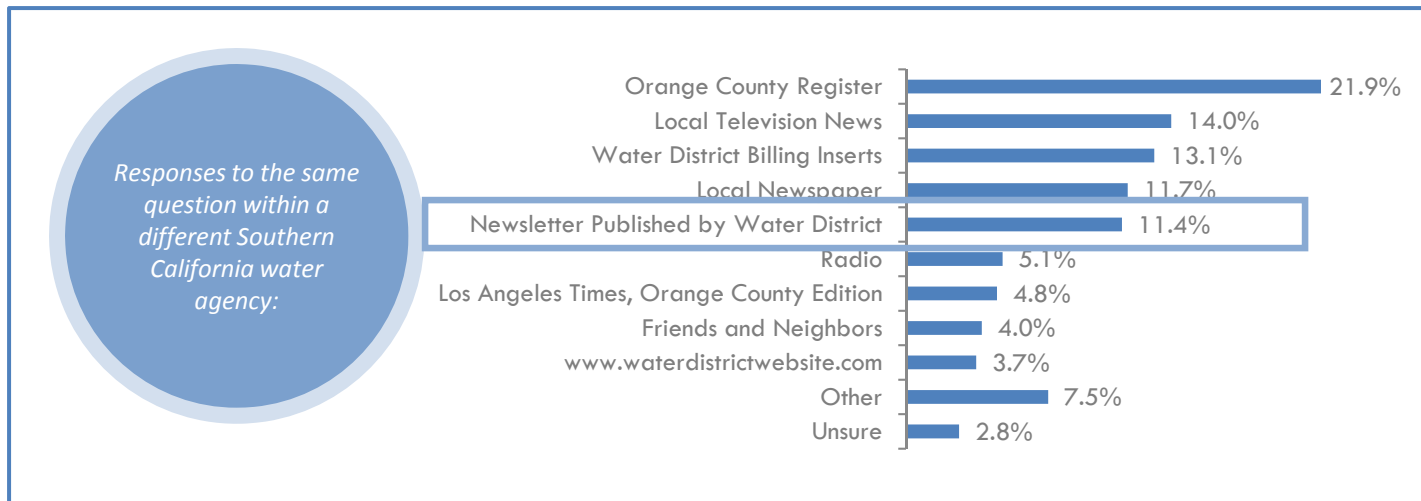 Responses to the same
question within a
different Southern
California water
agency:
Orange County Register 21.9%
Local Television News 14.0%
Water District Billing Inserts 13.1%
Local Newspaper 11.7%
Newsletter Published by Water District 11.4%
Radio 5.1%
Los Angeles Times, Orange County Edition 4.8%
Friends and Neighbors 4.0%
www.waterdistrictwebsite.com 3.7%
Other 7.5%
Unsure 2.8%